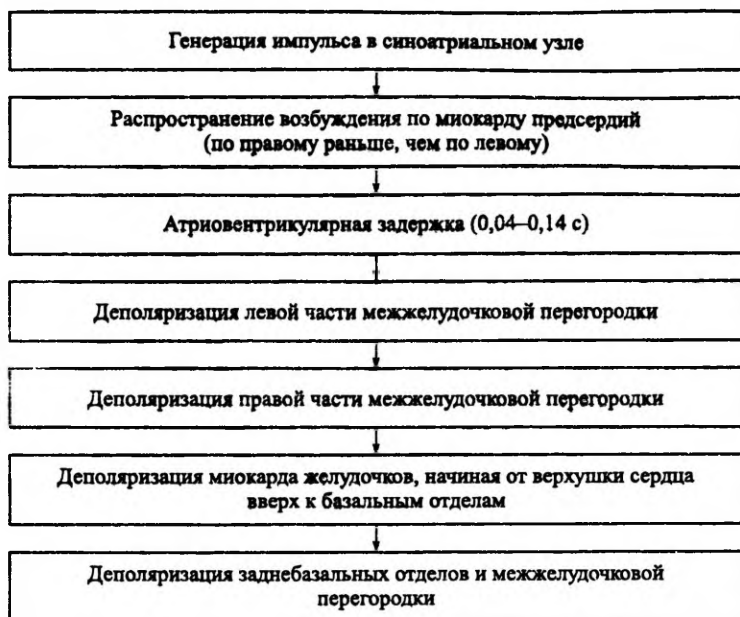 Генерация импульса в синоатриальном узле
Распространение возбуждения по миокарду предсердий
(по правому раньше, чем по левому)
Атриовентрикулярная задержка (0,04–0,14 с)
Деполяризация левой части межжелудочковой перегородки
Деполяризация правой части межжелудочковой перегородки
Деполяризация миокарда желудочков, начиная от верхушки сердца
вверх к базальным отделам
Деполяризация заднебазальных отделов и межжелудочковой
перегородки